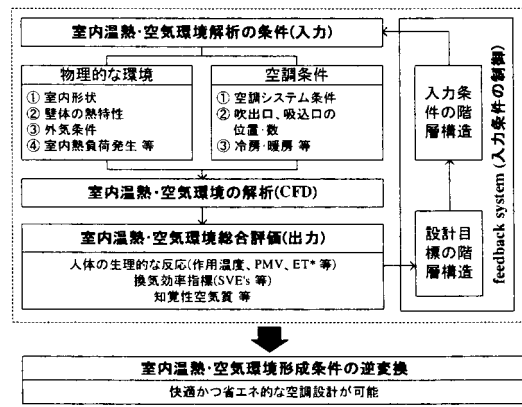 室内温熱・空気環境解析の条件(入力)
物理的な環境
① 室内形状
② 壁体の熱特性
③ 外気条件
④ 室内熱負荷発生 等
空調条件
① 空調システム条件
② 吹出口、吸込口の
位置・数
③ 冷房・暖房 等
室内温熱・空気環境の解析(CFD)
室内温熱・空気環境総合評価(出力)
人体の生理的な反応(作用温度、PMV、ET* 等)
換気効率指標(SVE's 等)
知覚性空気質 等
入力条
件の階
層構造
設計目
標の階
層構造
feedback system (入力条件の制御)
室内温熱・空気環境形成条件の逆変換
快適かつ省エネ的な空調設計が可能